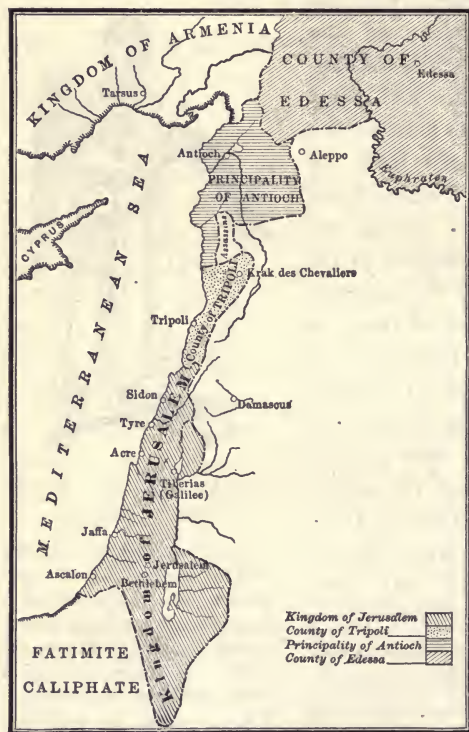 KINGDOM OF ARMENIA
Tarsus
COUNTY OF
EDESSA
Edessa
Antioch
Aleppo
Euphrates
PRINCIPALITY
OF ANTIOCH
CYPRUS
MEDITERRANEAN SEA
Assassins
Krak des Chevaliers
County of TRIPOLI
Tripoli
Sidon
Damascus
Tyre
Acre
Tiberias
(Galilee)
Kingdom of JERUSALEM
Jaffa
Jerusalem
Ascalon
Bethlehem
FATIMITE
CALIPHATE
Kingdom of Jerusalem
County of Tripoli
Principality of Antioch
County of Edessa